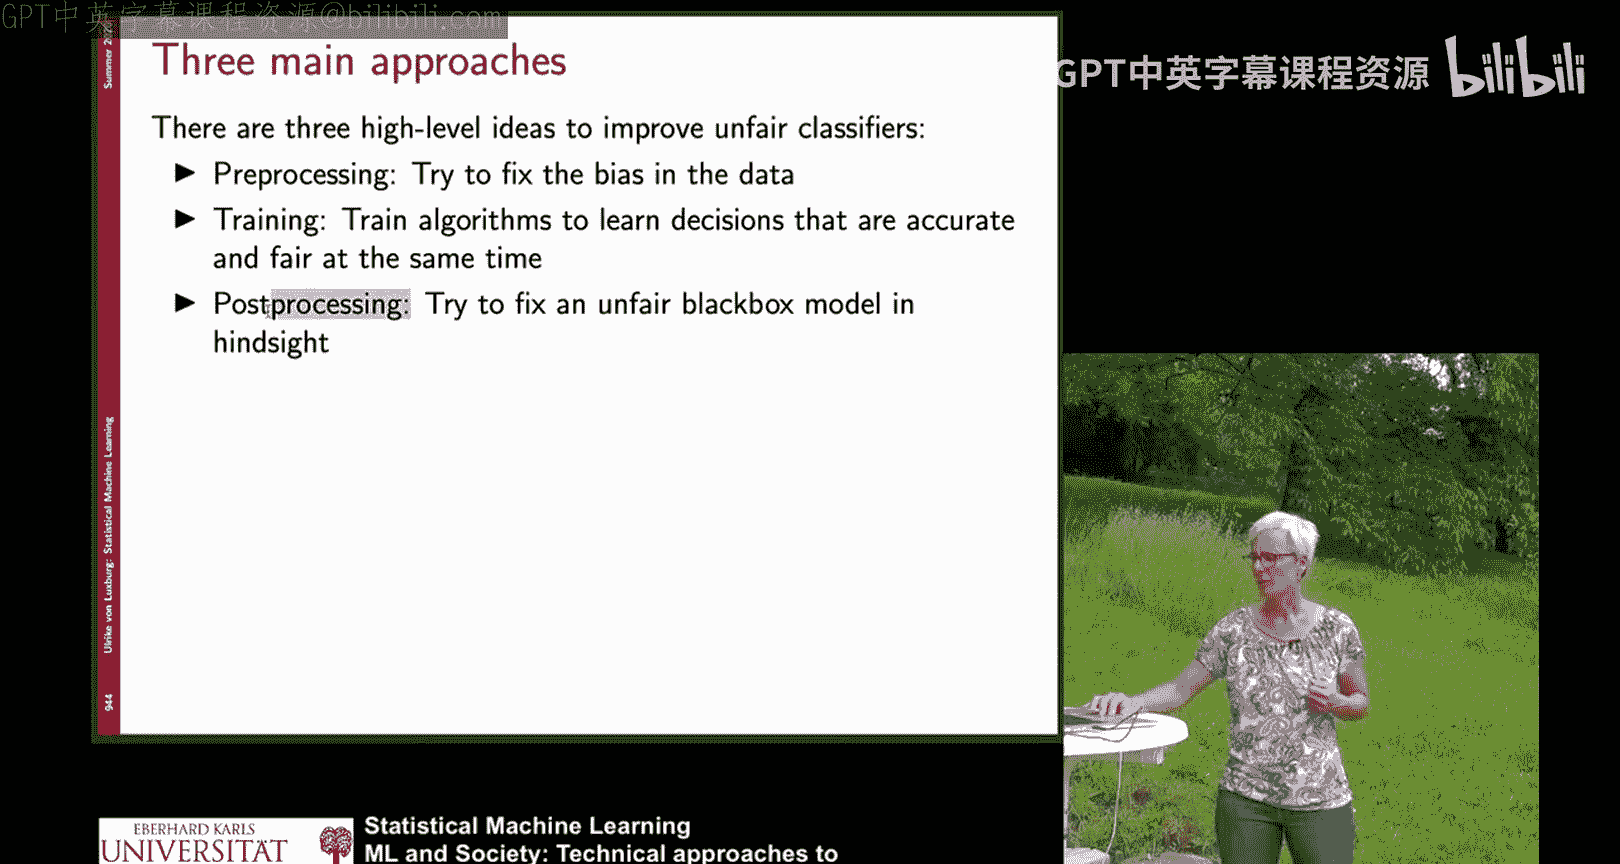 GPT中英字幕课程资源@bilibili.com
GPT中英字幕课程资源 bilibili
Three main approaches
There are three high-level ideas to improve unfair classifiers:
Preprocessing: Try to fix the bias in the data
Training: Train algorithms to learn decisions that are accurate
and fair at the same time
Postprocessing: Try to fix an unfair blackbox model in
hindsight
Summer
Ulrike von Luxburg: Statistical Machine Learning
944
EBERHARD KARLS
UNIVERSITÄT
Statistical Machine Learning
ML and Society: Technical approaches to